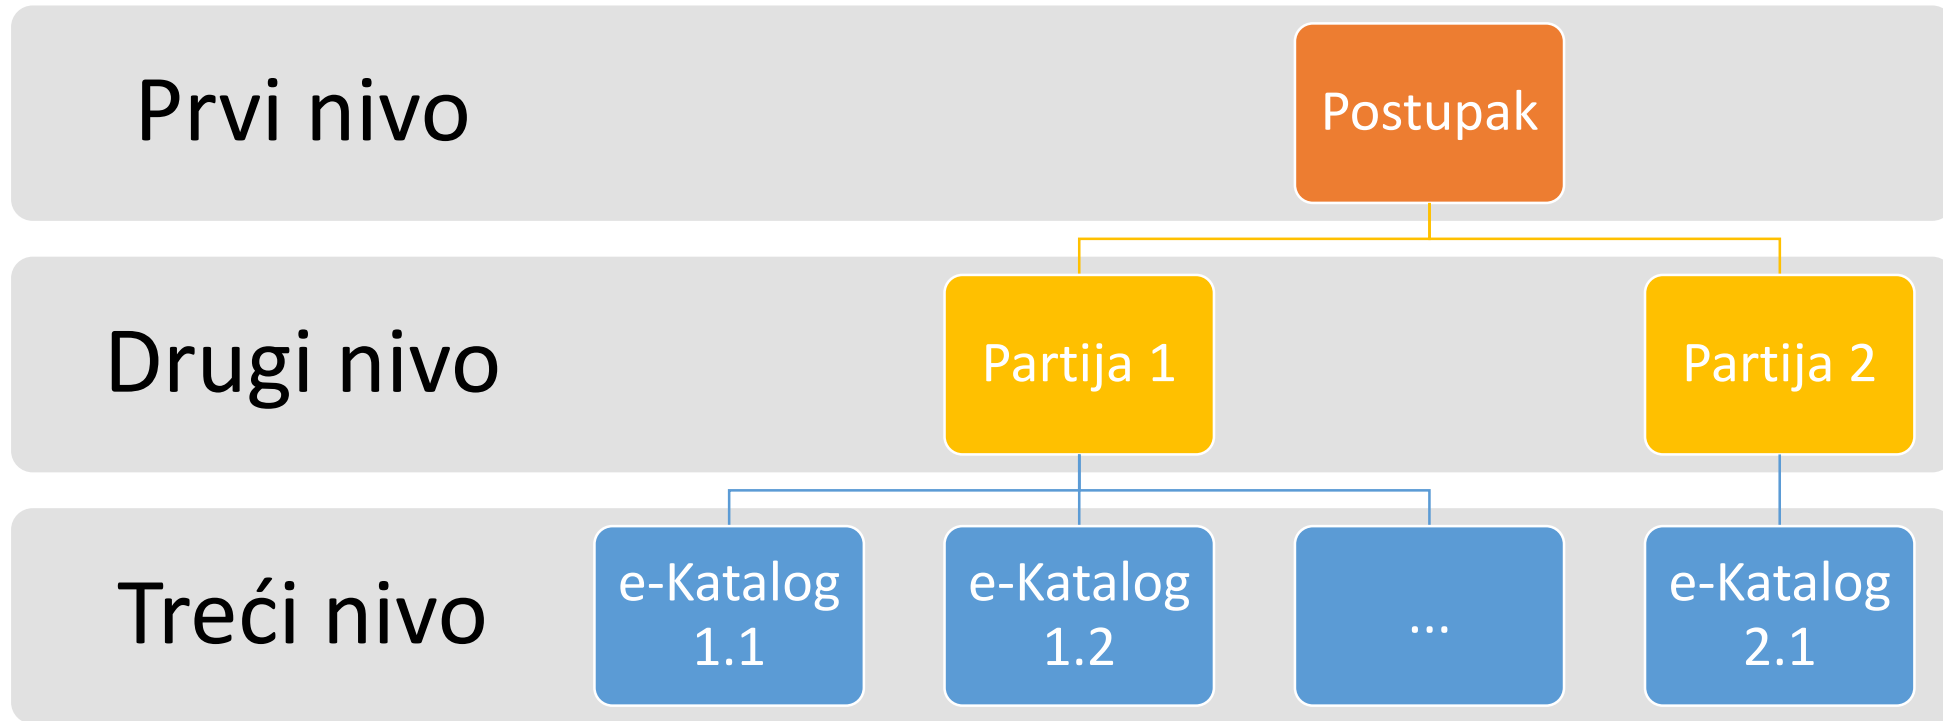 Prvi nivo
Postupak
Drugi nivo
Partija 1
Partija 2
Treći nivo
e-Katalog
1.1
e-Katalog
1.2
...
e-Katalog
2.1